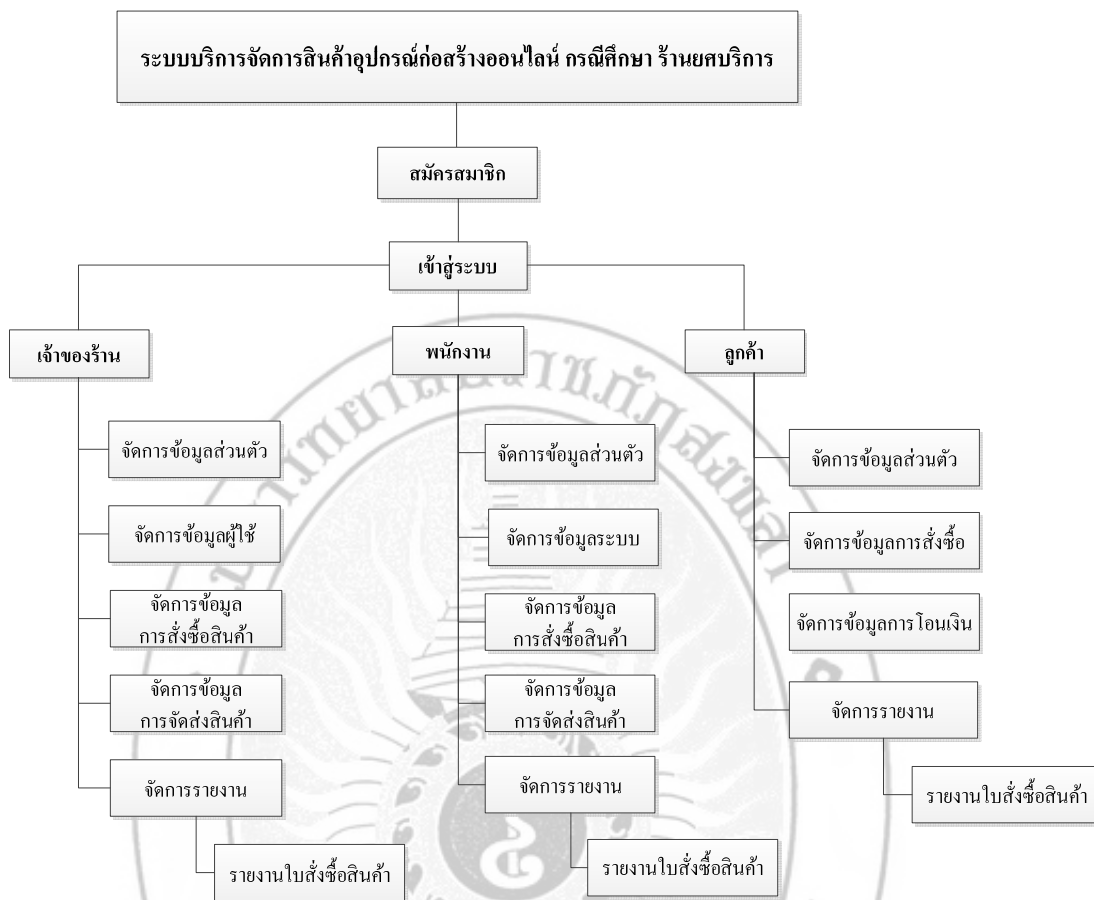 ระบบบริการจัดการสินค้าอุปกรณ์ก่อสร้างออนไลน์ กรณีศึกษา ร้านยศบริการ
สมัครสมาชิก
เข้าสู่ระบบ
เจ้าของร้าน
จัดการข้อมูลส่วนตัว
จัดการข้อมูลผู้ใช้
จัดการข้อมูล
การสั่งซื้อสินค้า
จัดการข้อมูล
การจัดส่งสินค้า
จัดการรายงาน
รายงานใบสั่งซื้อสินค้า
พนักงาน
จัดการข้อมูลส่วนตัว
จัดการข้อมูลระบบ
จัดการข้อมูล
การสั่งซื้อสินค้า
จัดการข้อมูล
การจัดส่งสินค้า
จัดการรายงาน
รายงานใบสั่งซื้อสินค้า
ลูกค้า
จัดการข้อมูลส่วนตัว
จัดการข้อมูลการสั่งซื้อ
จัดการข้อมูลการโอนเงิน
จัดการรายงาน
รายงานใบสั่งซื้อสินค้า